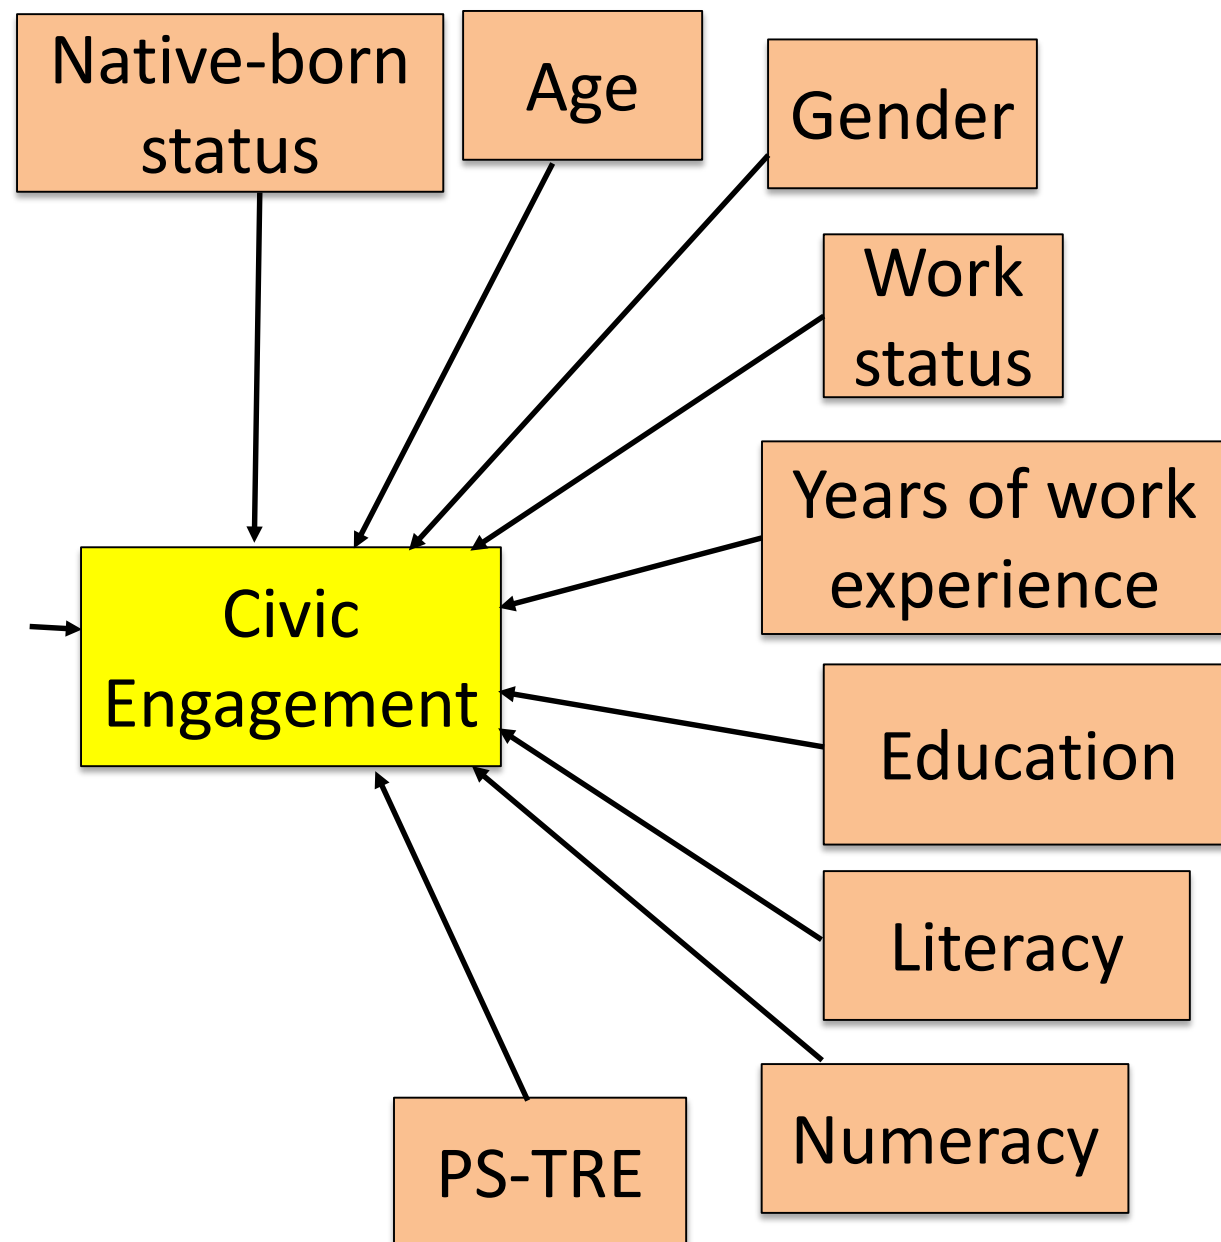 Native-born
status
Age
Gender
Work
status
Years of work
experience
Civic
Engagement
Education
Literacy
Numeracy
PS-TRE